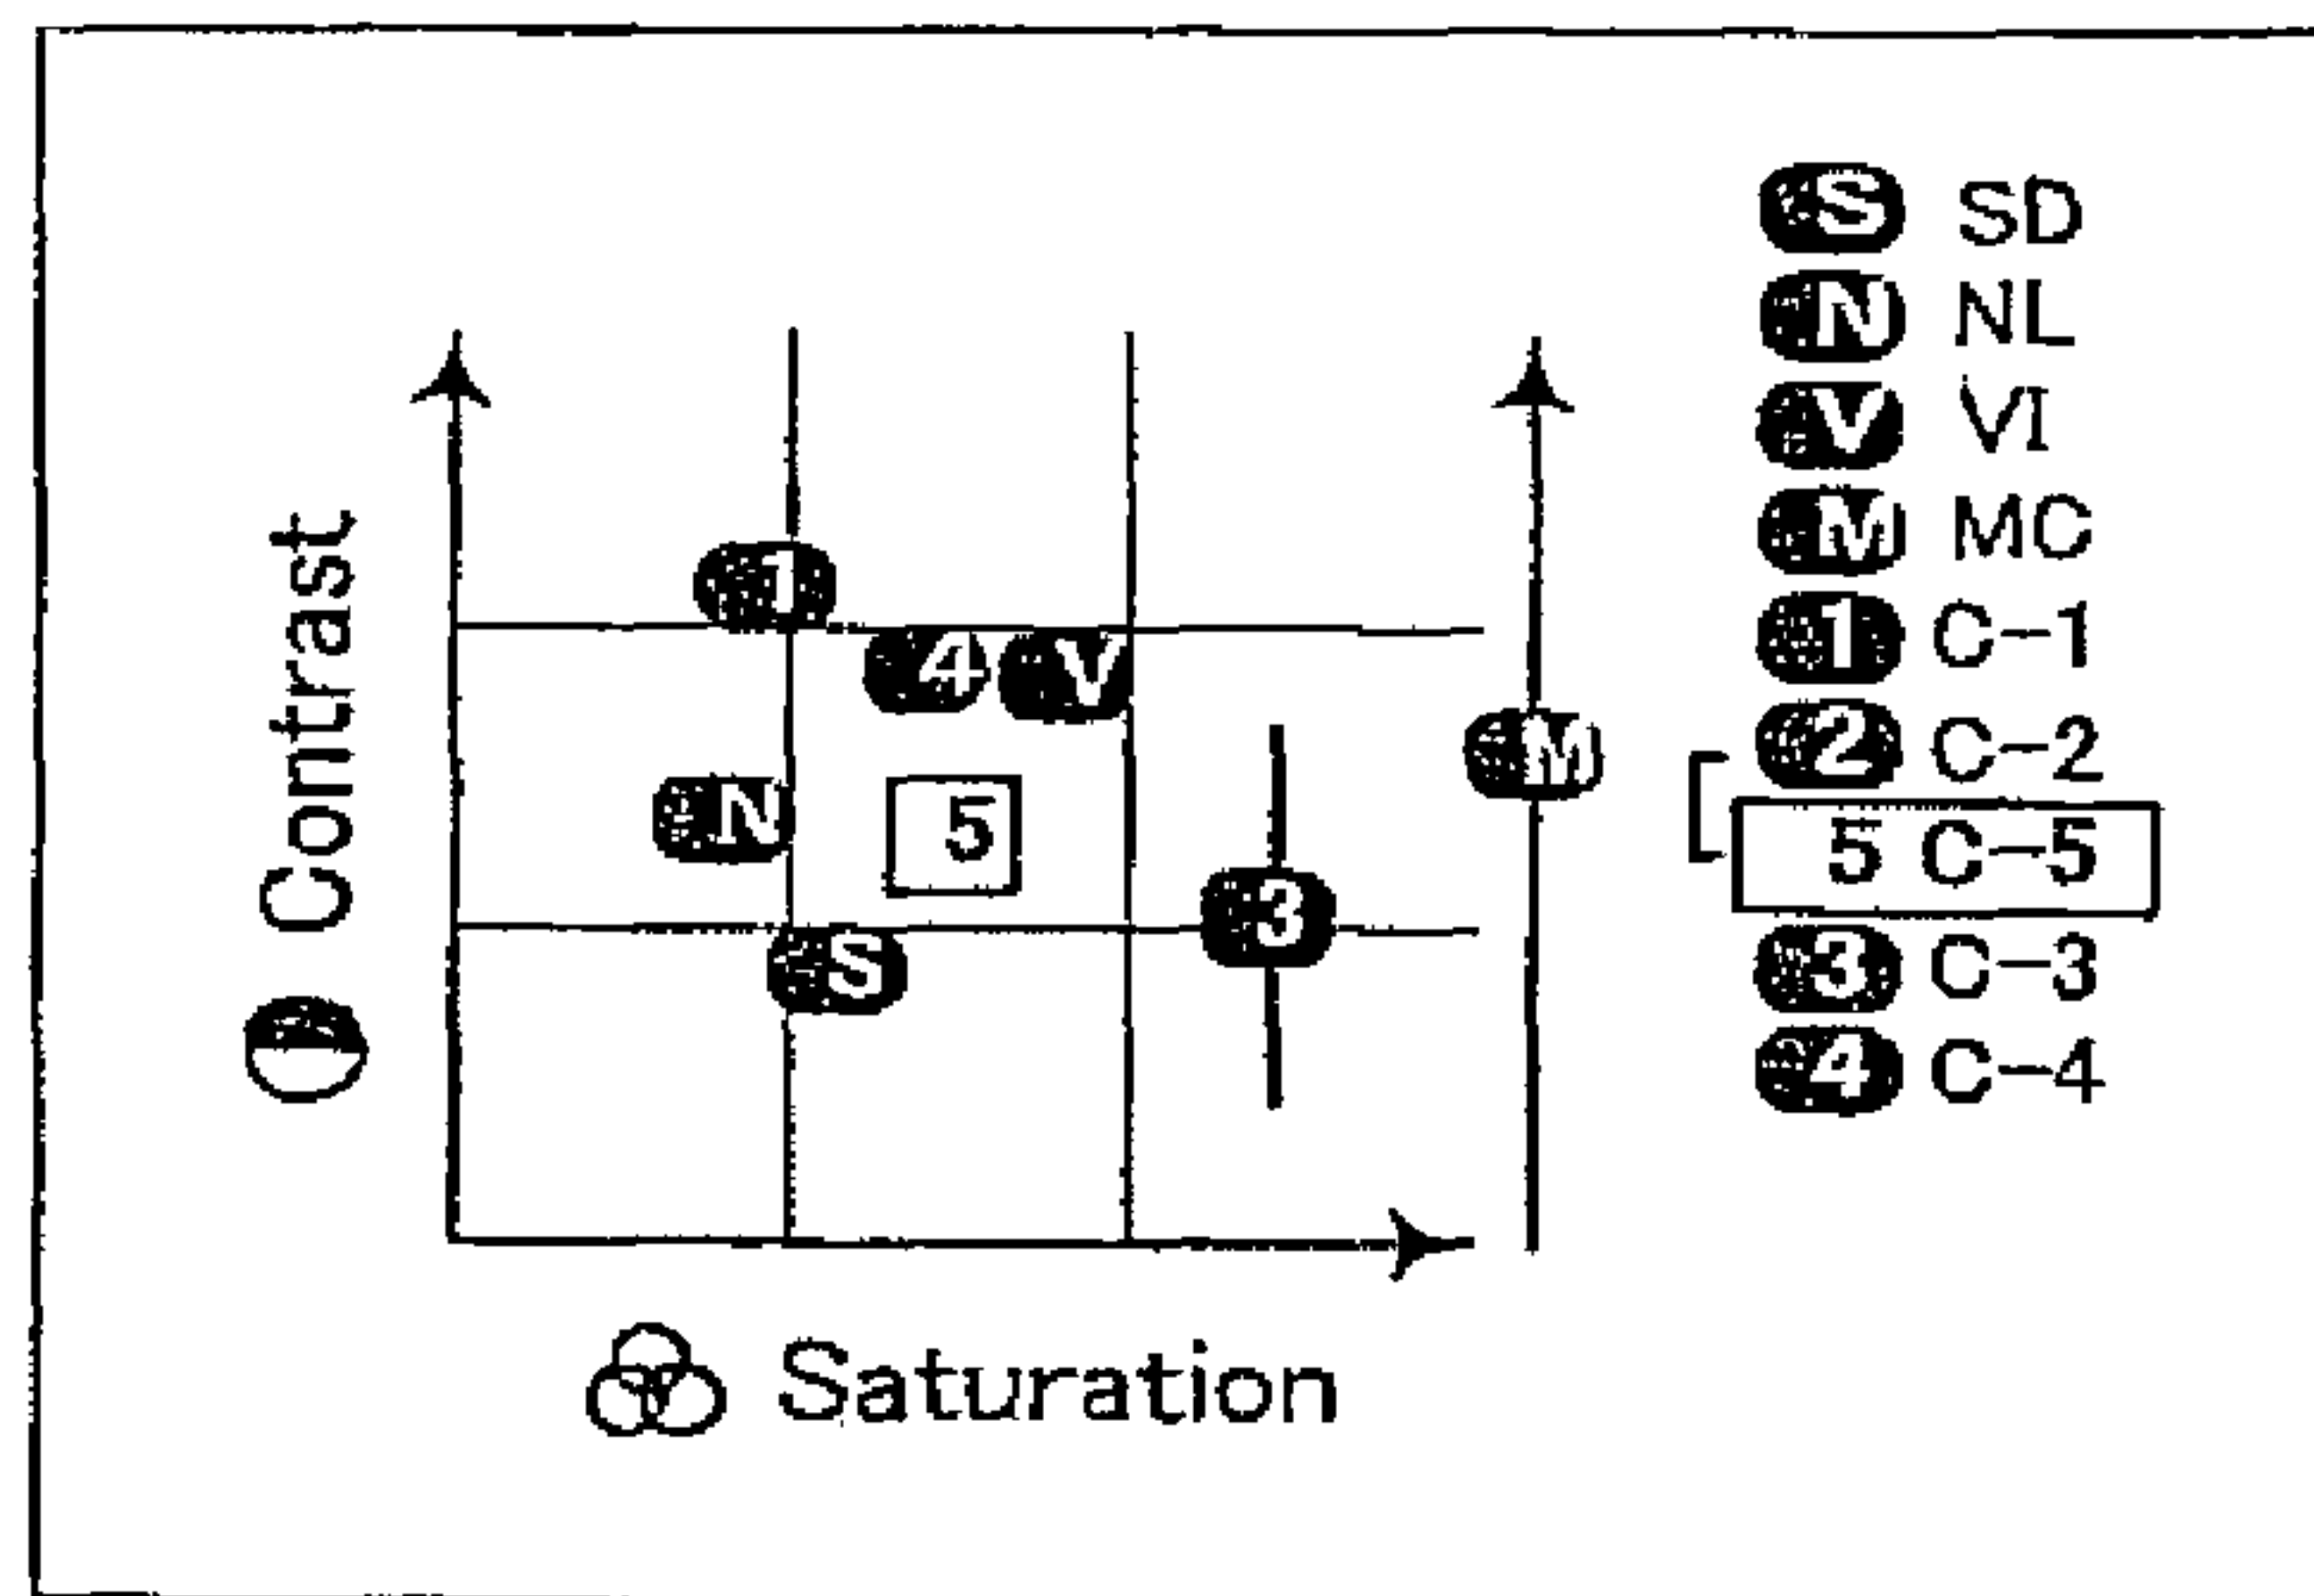 Contrast
1
4 V
N 5
M
3
S
Saturation
S SD
N NL
V VI
M MC
1 C-1
2 C-2
5 C-5
3 C-3
4 C-4